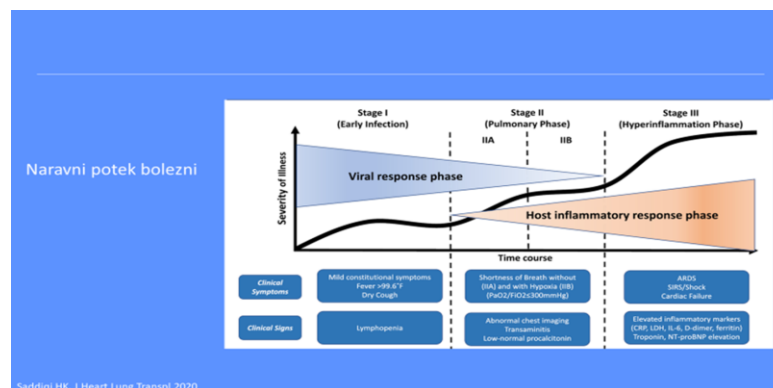 Naravni potek bolezni
Stage I
(Early Infection)
Stage II
(Pulmonary Phase)
Stage III
(Hyperinflammation Phase)
IIA
IIB
Severity of Illness
Viral response phase
Host inflammatory response phase
Time course
Clinical
Symptoms
Mild constitutional symptoms
Fever >99.6°F
Dry Cough
Shortness of Breath without
(IIA) and with Hypoxia (IIB)
(PaO2/FiO2≤300mmHg)
ARDS
SIRS/Shock
Cardiac Failure
Clinical Signs
Lymphopenia
Abnormal chest imaging
Transaminitis
Low-normal procalcitonin
Elevated inflammatory markers
(CRP, LDH, IL-6, D-dimer, ferritin)
Troponin, NT-proBNP elevation
Saddiqi HK, J Heart Lung Transpl 2020